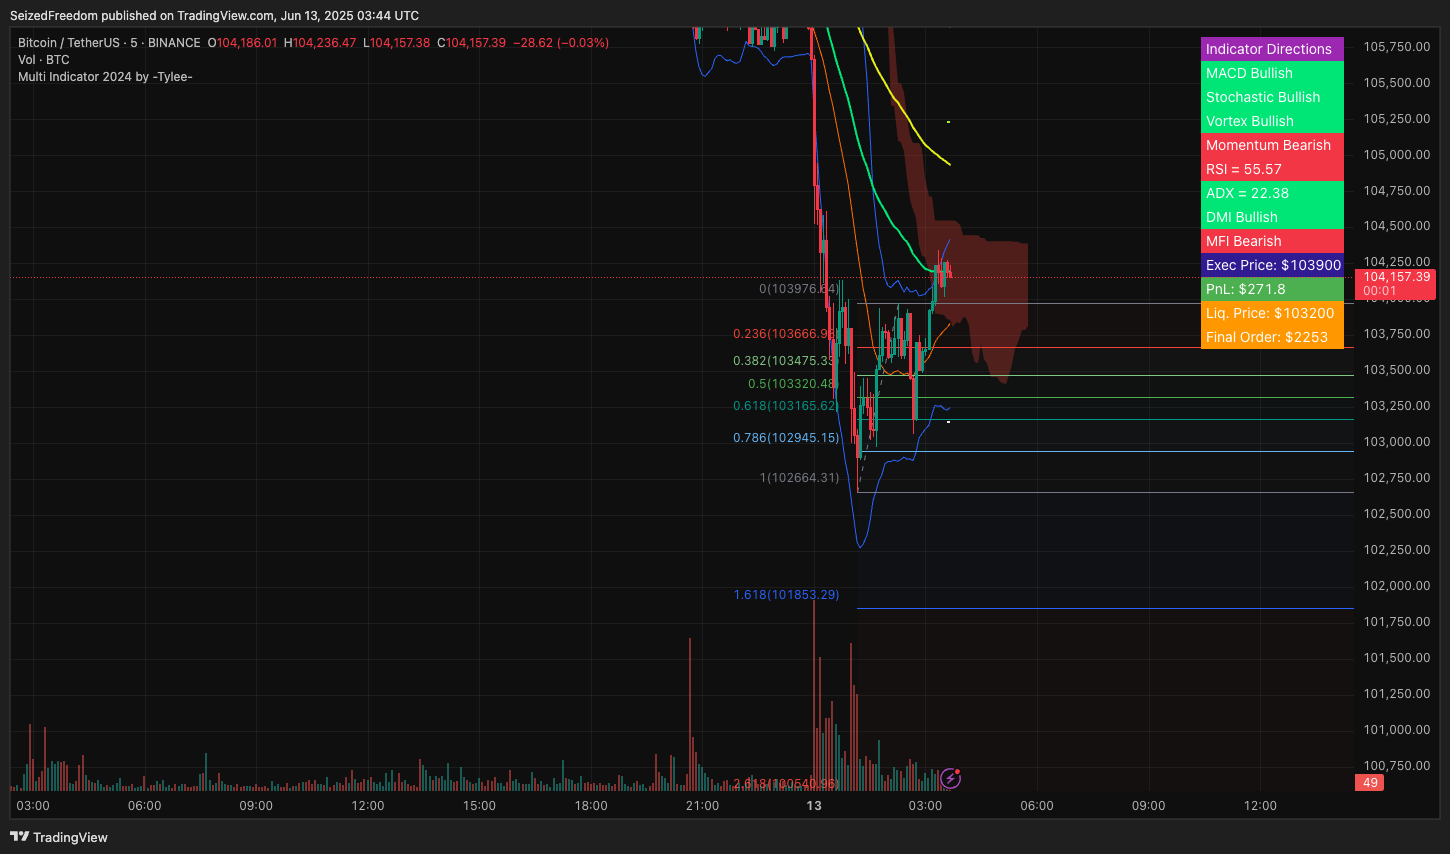 SeizedFreedom published on TradingView.com, Jun 13, 2025 03:44 UTC
Bitcoin / TetherUS · 5 · BINANCE O104,186.01 H104,236.47 L104,157.38 C104,157.39 −28.62 (−0.03%)
Vol · BTC
Multi Indicator 2024 by -Tylee-
Indicator Directions
MACD Bullish
Stochastic Bullish
Vortex Bullish
Momentum Bearish
RSI = 55.57
ADX = 22.38
DMI Bullish
MFI Bearish
Exec Price: $103900
PnL: $271.8
Liq. Price: $103200
Final Order: $2253
105,750.00
105,500.00
105,250.00
105,000.00
104,750.00
104,500.00
104,250.00
104,157.39
00:01
103,750.00
103,500.00
103,250.00
103,000.00
102,750.00
102,500.00
102,250.00
102,000.00
101,750.00
101,500.00
101,250.00
101,000.00
100,750.00
49
0(103976.64)
0.236(103666.95)
0.382(103475.33)
0.5(103320.48)
0.618(103165.62)
0.786(102945.15)
1(102664.31)
1.618(101853.29)
2.618(100540.96)
03:00 06:00 09:00 12:00 15:00 18:00 21:00 13 03:00 06:00 09:00 12:00
TradingView